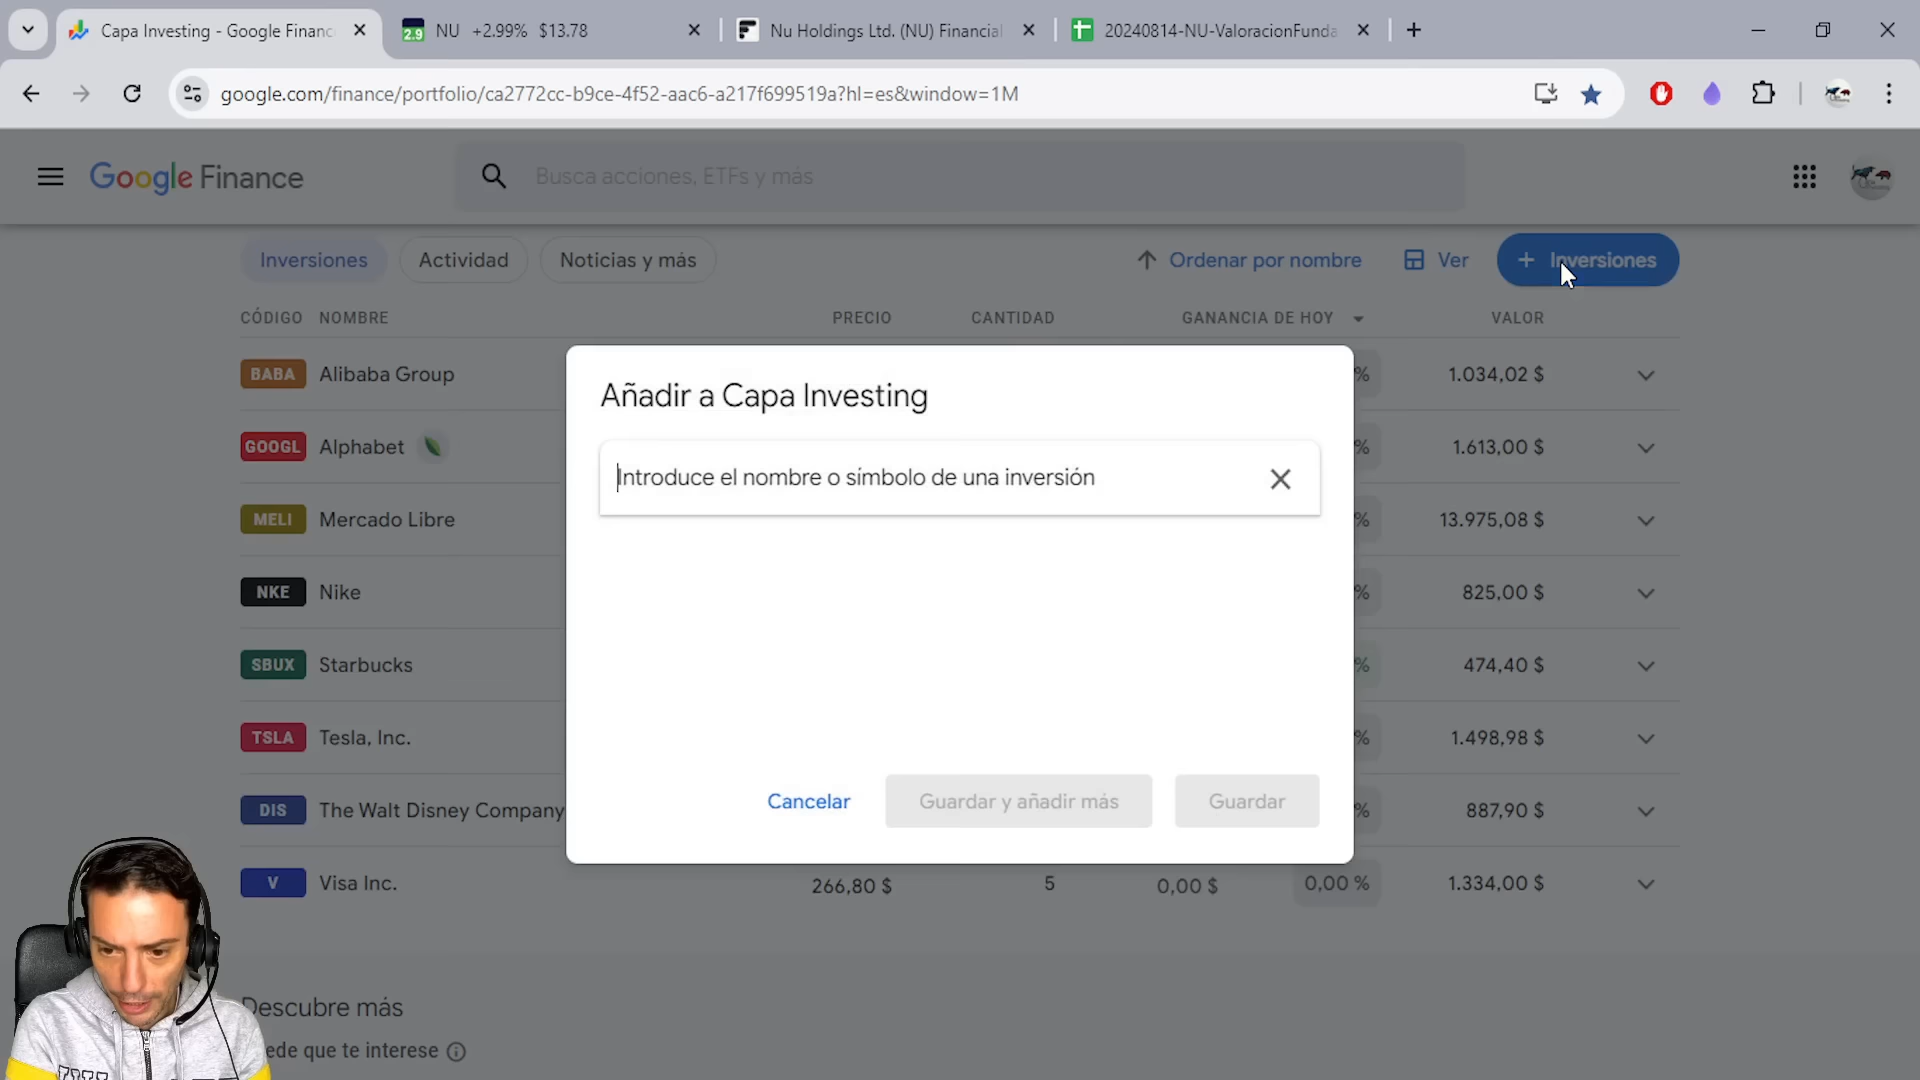 Capa Investing - Google Financ
2.9 NU +2.99% $13.78
Nu Holdings Ltd. (NU) Financial
20240814-NU-ValoracionFunda
google.com/finance/portfolio/ca2772cc-b9ce-4f52-aac6-a217f699519a?hl=es&window=1M
Google Finance
Busca acciones, ETFs y más
Inversiones Actividad Noticias y más Ordenar por nombre Ver + Inversiones
CÓDIGO NOMBRE PRECIO CANTIDAD GANANCIA DE HOY VALOR
BABA Alibaba Group % 1.034,02 $
GOOGL Alphabet % 1.613,00 $
MELI Mercado Libre % 13.975,08 $
NKE Nike % 825,00 $
SBUX Starbucks % 474,40 $
TSLA Tesla, Inc. % 1.498,98 $
DIS The Walt Disney Company % 887,90 $
V Visa Inc. 266,80 $ 5 0,00 $ 0,00 % 1.334,00 $
Añadir a Capa Investing
Introduce el nombre o símbolo de una inversión
Cancelar Guardar y añadir más Guardar
Descubre más
ede que te interese